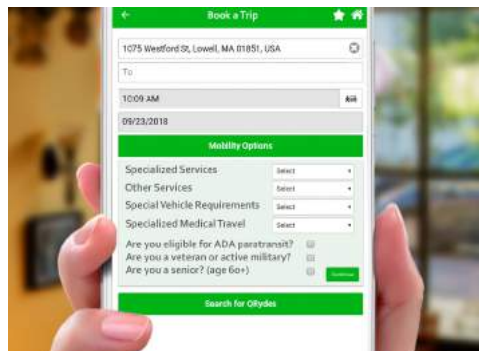 Book a Trip
1075 Westford St, Lowell, MA 01851, USA
To
10:09 AM
09/23/2018
Mobility Options
Specialized Services Select
Other Services Select
Special Vehicle Requirements Select
Specialized Medical Travel Select
Are you eligible for ADA paratransit?
Are you a veteran or active military?
Are you a senior? (age 60+)
Continue
Search for QRydes